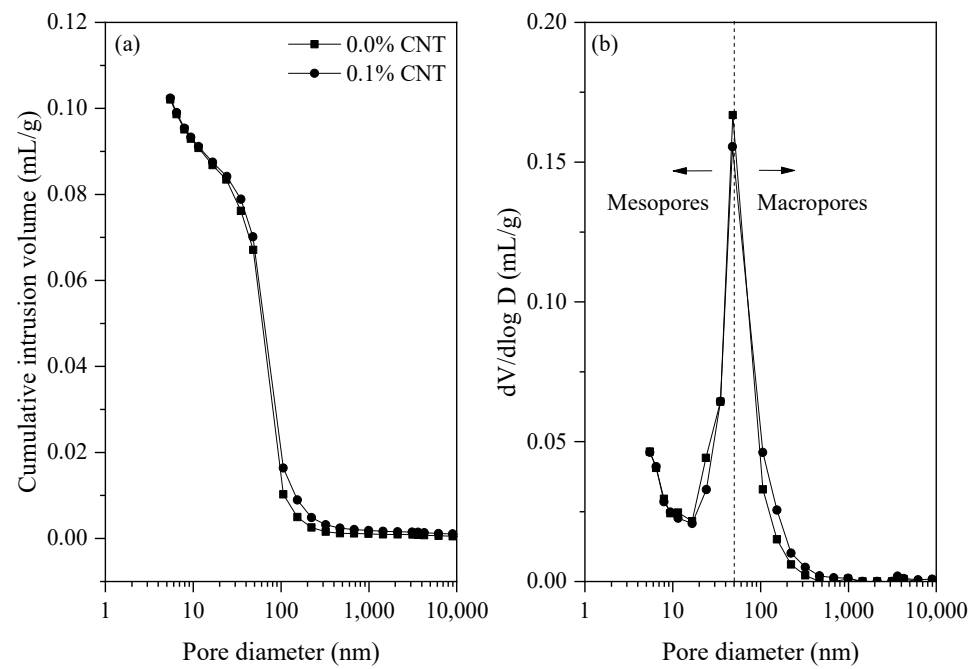 (a)
0.0% CNT
0.1% CNT
0.12
0.10
0.08
0.06
0.04
0.02
0.00
Cumulative intrusion volume (mL/g)
1 10 100 1,000 10,000
Pore diameter (nm)
(b)
0.20
0.15
0.10
0.05
0.00
dV/dlog D (mL/g)
Mesopores Macropores
1 10 100 1,000 10,000
Pore diameter (nm)